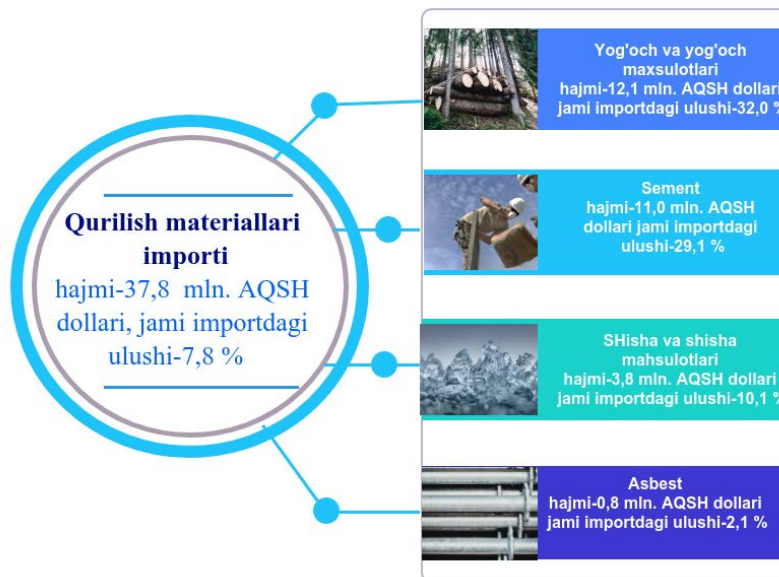 Qurilish materiallari
importi
hajmi-37,8 mln. AQSH
dollari, jami importdagi
ulushi-7,8 %
Yog'och va yog'och
maxsulotlari
hajmi-12,1 mln. AQSH dollari
jami importdagi ulushi-32,0 %
Sement
hajmi-11,0 mln. AQSH
dollari jami importdagi
ulushi-29,1 %
SHisha va shisha
mahsulotlari
hajmi-3,8 mln. AQSH dollari
jami importdagi ulushi-10,1 %
Asbest
hajmi-0,8 mln. AQSH dollari
jami importdagi ulushi-2,1 %